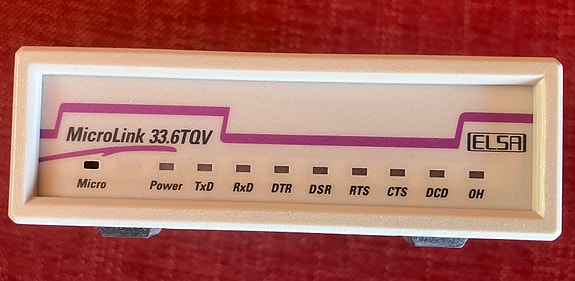 MicroLink 33.6TQV
ELSA
Micro Power TxD RxD DTR DSR RTS CTS DCD OH